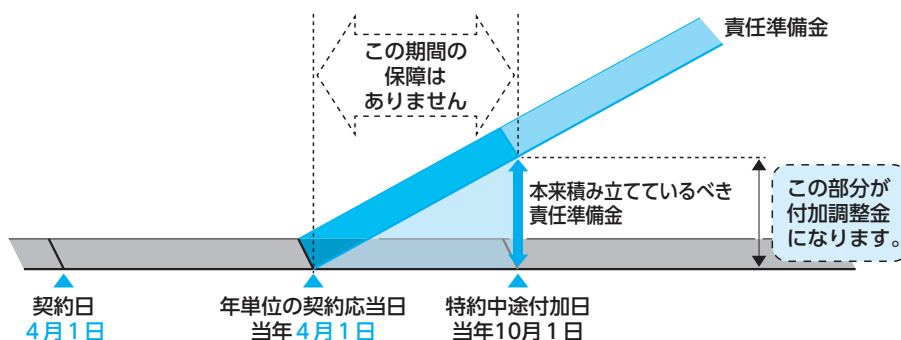 責任準備金
この期間の
保障は
ありません
本来積み立てているべき
責任準備金
この部分が
付加調整金
になります。
契約日
4月1日
年単位の契約応当日
当年4月1日
特約中途付加日
当年10月1日